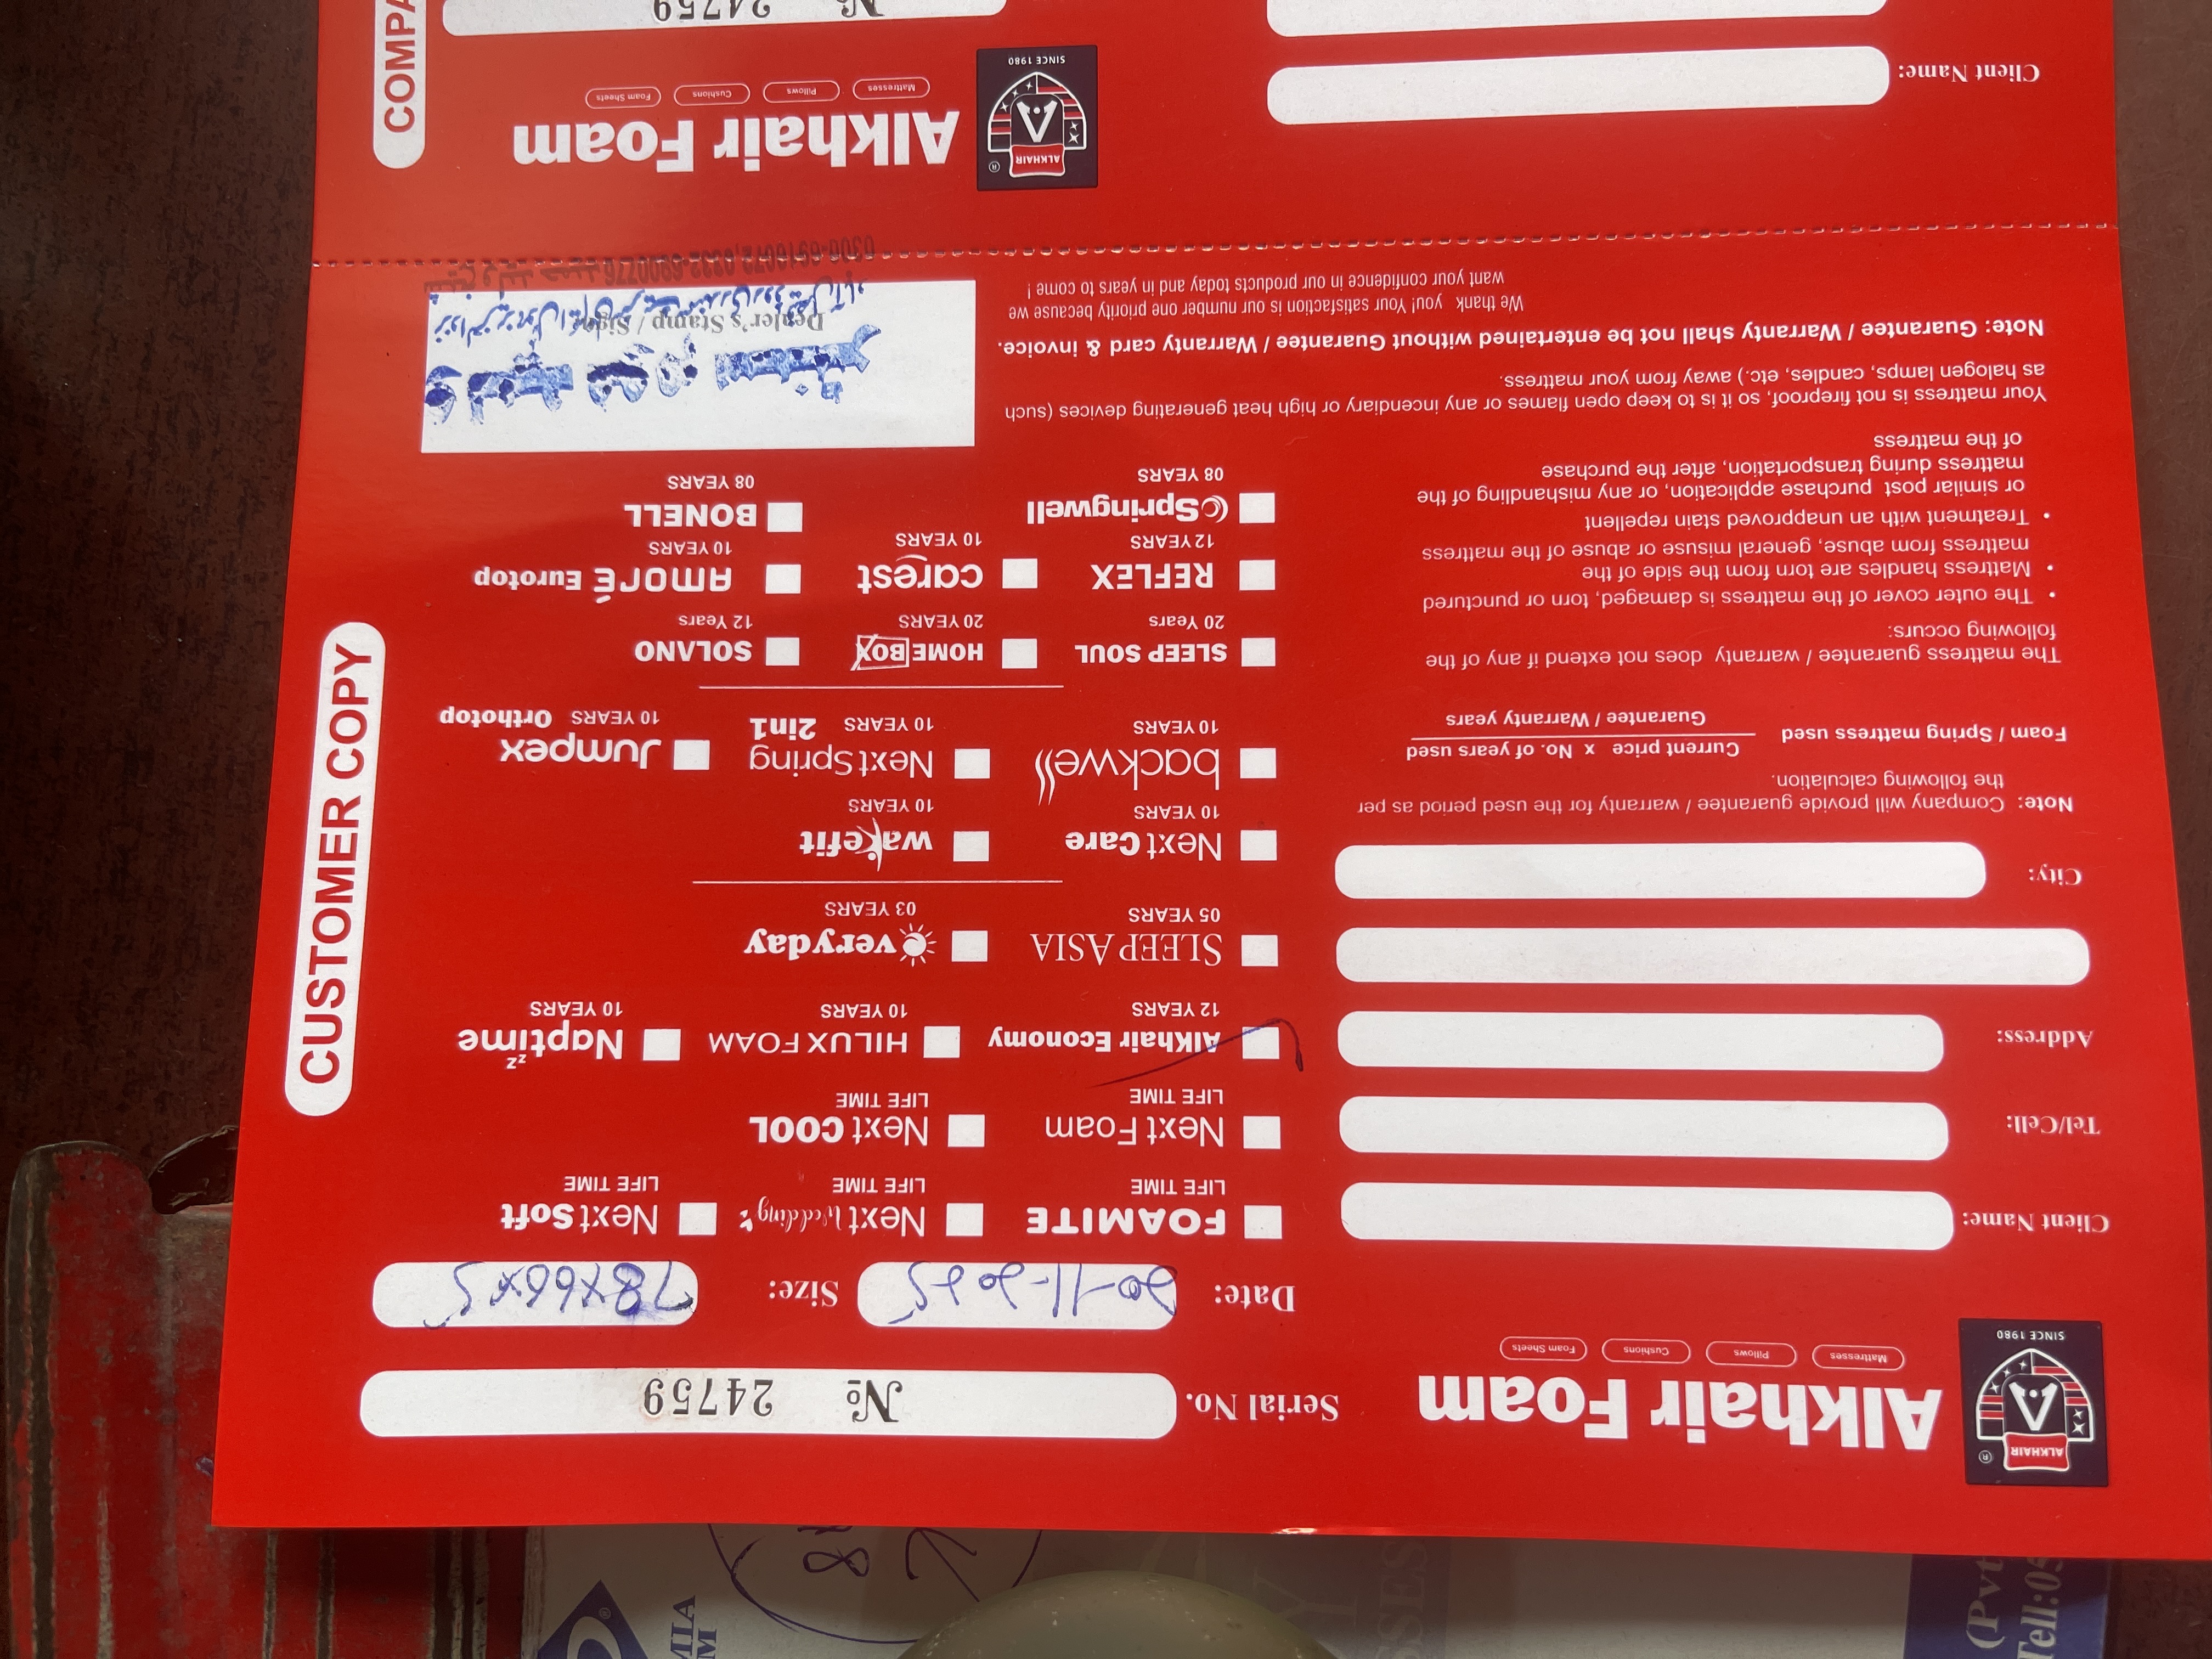 Alkhair Foam
Mattresses Pillows Cushions Foam Sheets
ALKHAIR
SINCE 1980
Serial No. № 24759
Date: 20-11-2025 Size: 78x66x5
Client Name:
Tel/Cell:
Address:
City:
Note: Company will provide guarantee / warranty for the used period as per
the following calculation.
Foam / Spring mattress used
Current price x No. of years used
Guarantee / Warranty years
The mattress guarantee / warranty does not extend if any of the
following occurs:
• The outer cover of the mattress is damaged, torn or punctured
• Mattress handles are torn from the side of the
mattress from abuse, general misuse or abuse of the mattress
• Treatment with an unapproved stain repellent
or similar post purchase application, or any mishandling of the
mattress during transportation, after the purchase
of the mattress
Your mattress is not fireproof, so it is to keep open flames or any incendiary or high heat generating devices (such
as halogen lamps, candles, etc.) away from your mattress.
Note: Guarantee / Warranty shall not be entertained without Guarantee / Warranty card & invoice.
We thank you! Your satisfaction is our number one priority because we
want your confidence in our products today and in years to come !
FOAMITE Next Wedding's Next Soft
LIFE TIME LIFE TIME LIFE TIME
Next Foam Next COOL
LIFE TIME LIFE TIME
Alkhair Economy HILUX FOAM Naptime zz
12 YEARS 10 YEARS 10 YEARS
SLEEP ASIA everyday
05 YEARS 03 YEARS
Next Care wakefit
10 YEARS 10 YEARS
backwell Next Spring Jumpex
10 YEARS 10 YEARS 2in1 10 YEARS Orthotop
SLEEP SOUL HOME BOX SOLANO
20 Years 20 YEARS 12 Years
REFLEX carest AMORÉ Eurotop
12 YEARS 10 YEARS 10 YEARS
Springwell BONELL
08 YEARS 08 YEARS
Dealer's Stamp / Sign
CUSTOMER COPY
Alkhair Foam
Mattresses Pillows Cushions Foam Sheets
ALKHAIR
SINCE 1980
Client Name:
№ 24759
COMPA